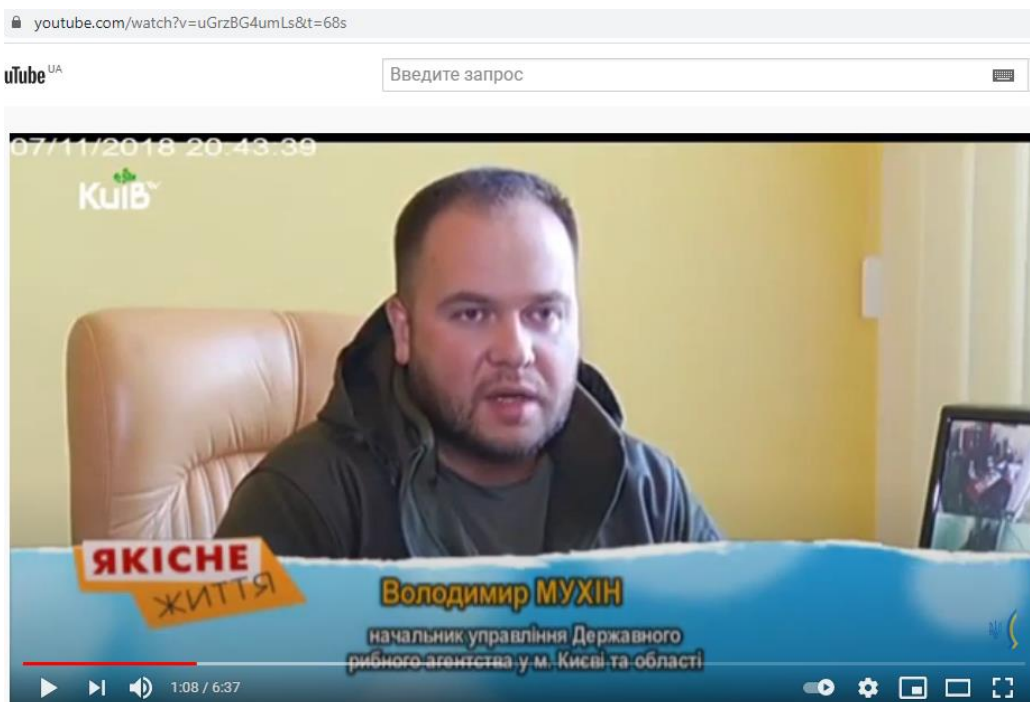 youtube.com/watch?v=uGrzBG4umLs&t=68s
uTube UA
Введите запрос
07/11/2018 20:43:39
КиїВ
ЯКІСНЕ
ЖИТТЯ
Володимир МУХІН
начальник управління Державного
рибного агентства у м. Києві та області
1:08 / 6:37